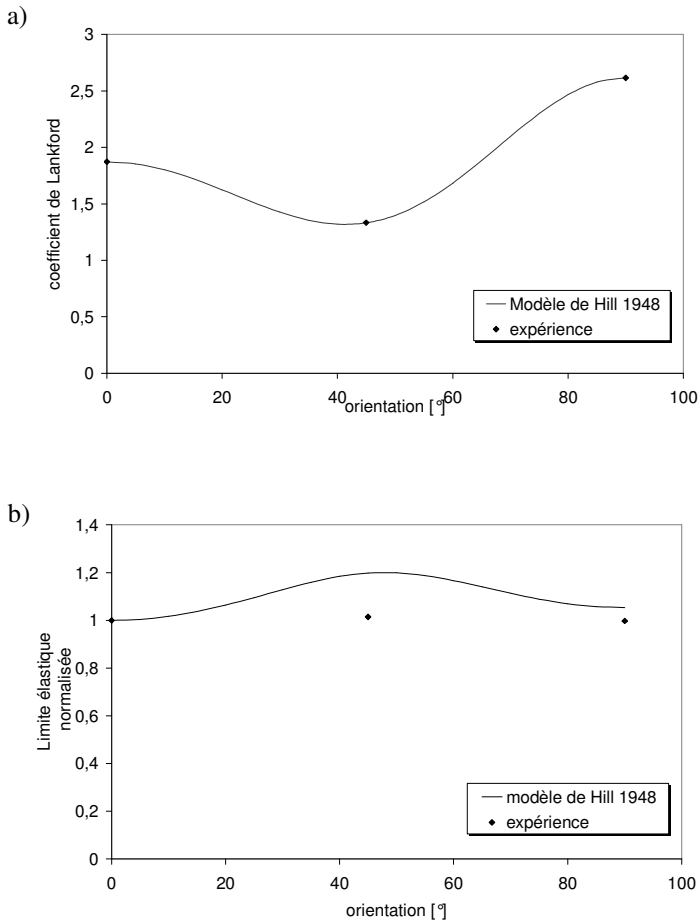 a)
3
2,5
2
1,5
1
0,5
0
coefficient de Lankford
Modèle de Hill 1948
expérience
0 20 40 60 80 100
orientation [°]
b)
1,4
1,2
1
0,8
0,6
0,4
0,2
0
Limite élastique
normalisée
modèle de Hill 1948
expérience
0 20 40 60 80 100
orientation [°]